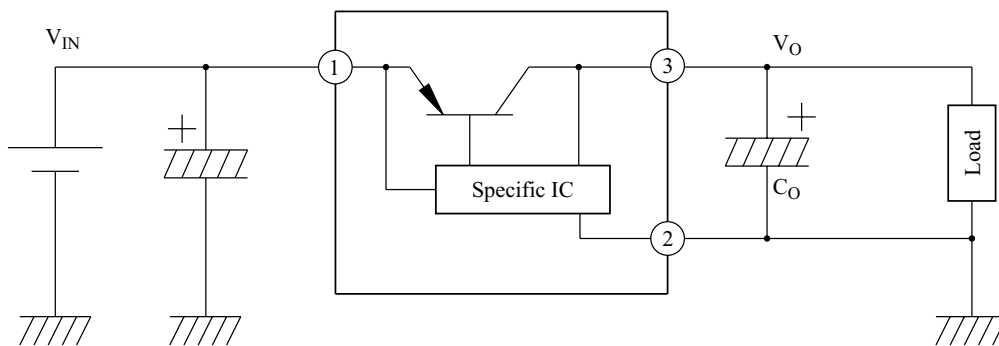 V_IN
1
3
V_O
+
+
Specific IC
C_O
Load
2